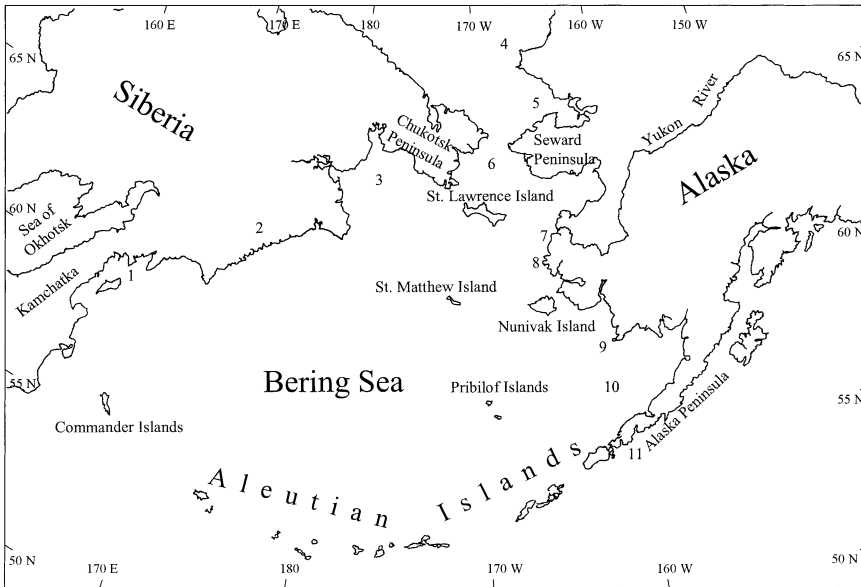 160 E
170 E
180
170 W
160 W
150 W
65 N
4
65 N
Siberia
5
River
Yukon
Chukotsk
Peninsula
Seward
Peninsula
6
3
Alaska
St. Lawrence Island
60 N
Sea of
Okhotsk
2
7
60 N
8
Kamchatka
1
St. Matthew Island
Nunivak Island
9
55 N
Bering Sea
Pribilof Islands
10
55 N
Commander Islands
Alaska Peninsula
11
Aleutian Islands
50 N
50 N
170 E
180
170 W
160 W